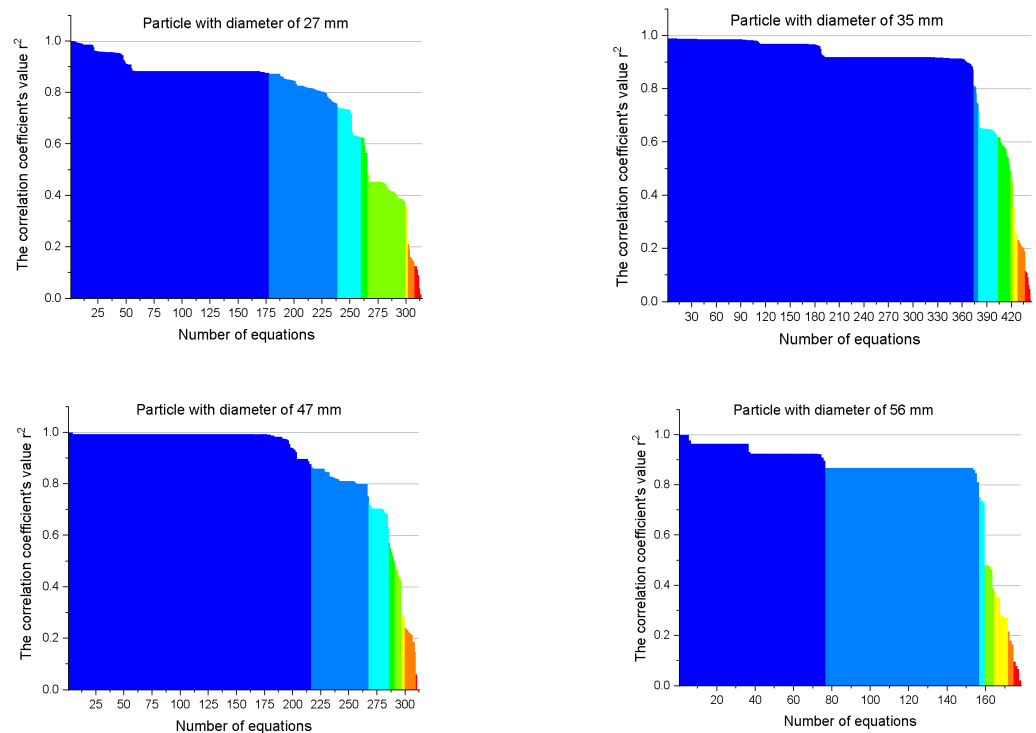 Particle with diameter of 27 mm
The correlation coefficient's value r²
1.0
0.8
0.6
0.4
0.2
0.0
25 50 75 100 125 150 175 200 225 250 275 300
Number of equations
Particle with diameter of 35 mm
The correlation coefficient's value r²
1.0
0.8
0.6
0.4
0.2
0.0
30 60 90 120 150 180 210 240 270 300 330 360 390 420
Number of equations
Particle with diameter of 47 mm
The correlation coefficient's value r²
1.0
0.8
0.6
0.4
0.2
0.0
25 50 75 100 125 150 175 200 225 250 275 300
Number of equations
Particle with diameter of 56 mm
The correlation coefficient's value r²
1.0
0.8
0.6
0.4
0.2
0.0
20 40 60 80 100 120 140 160
Number of equations